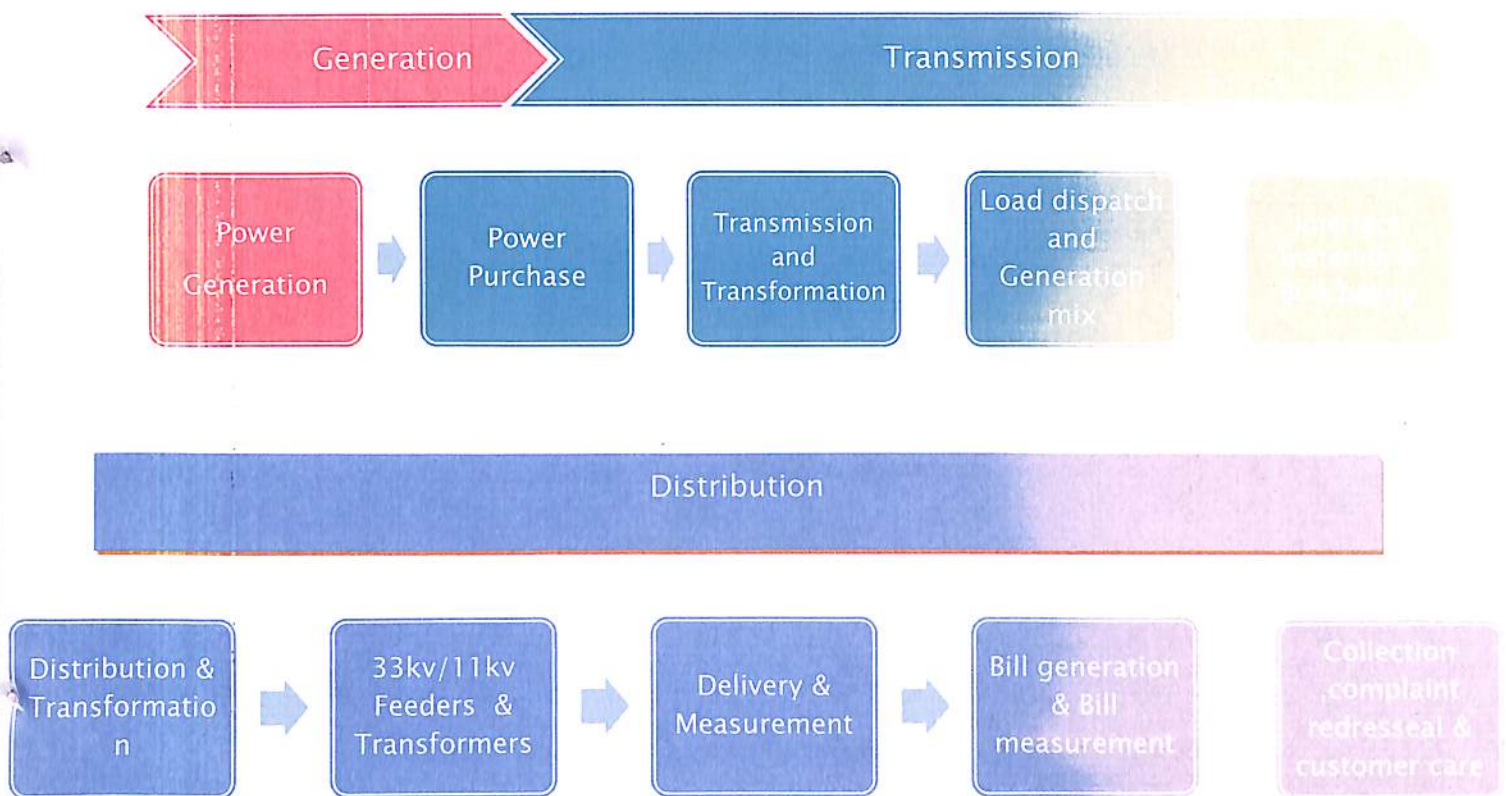 Generation
Transmission
Power
Generation
Power
Purchase
Transmission
and
Transformation
Load dispatch
and
Generation
mix
Distribution
Distribution &
Transformatio
n
33kv/11kv
Feeders &
Transformers
Delivery &
Measurement
Bill generation
& Bill
measurement
Collection
,complaint
redresseal &
customer care